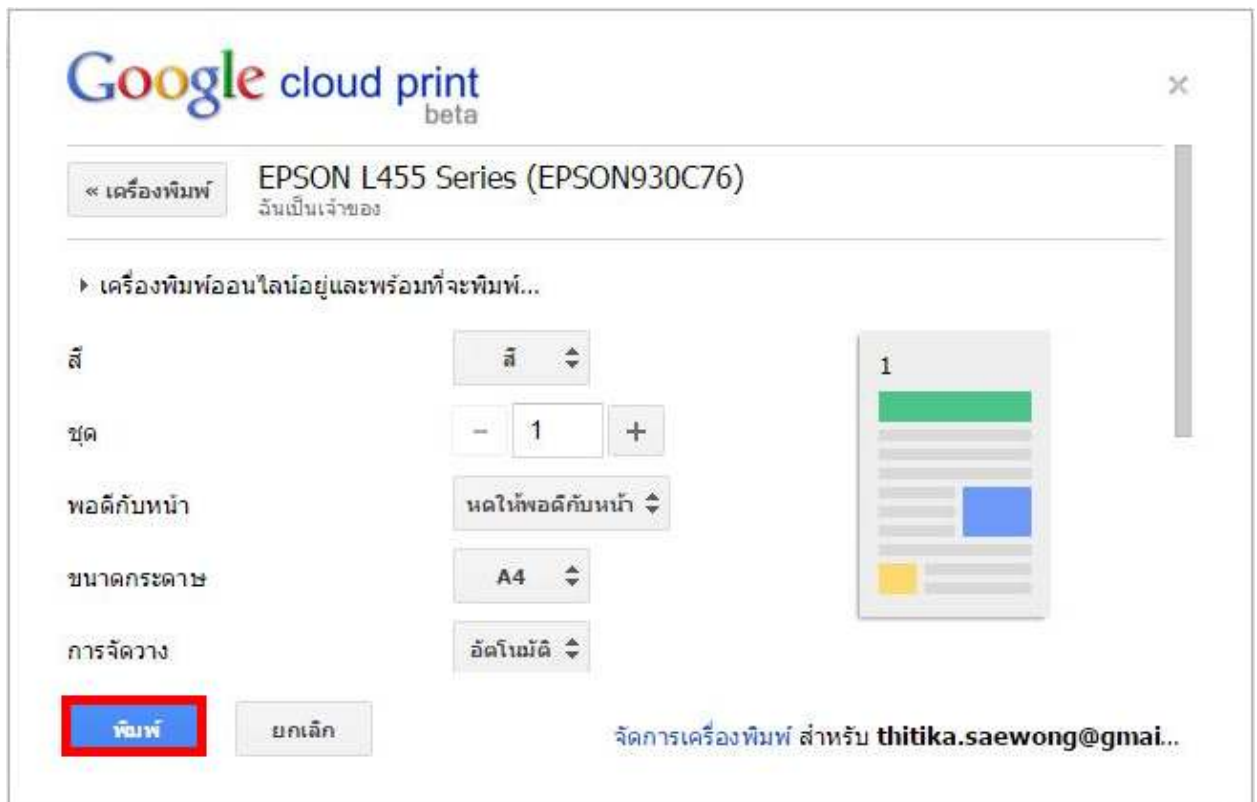 Google cloud print
beta
×
« เครื่องพิมพ์
EPSON L455 Series (EPSON930C76)
ฉันเป็นเจ้าของ
เครื่องพิมพ์ออนไลน์อยู่และพร้อมที่จะพิมพ์...
สี สี
ชุด − 1 +
พอดีกับหน้า หดให้พอดีกับหน้า
ขนาดกระดาษ A4
การจัดวาง อัตโนมัติ
1
พิมพ์ ยกเลิก
จัดการเครื่องพิมพ์ สำหรับ thitika.saewong@gmai...